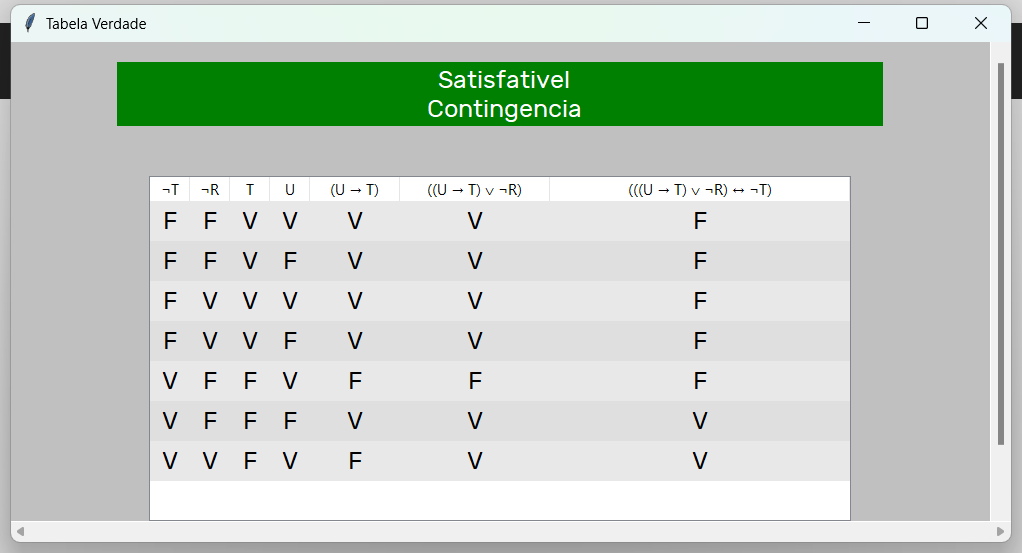 Tabela Verdade
Satisfativel
Contingencia
¬T ¬R T U (U → T) ((U → T) ∨ ¬R) (((U → T) ∨ ¬R) ↔ ¬T)
F F V V V V F
F F V F V V F
F V V V V V F
F V V F V V F
V F F V F F F
V F F F V V V
V V F V F V V